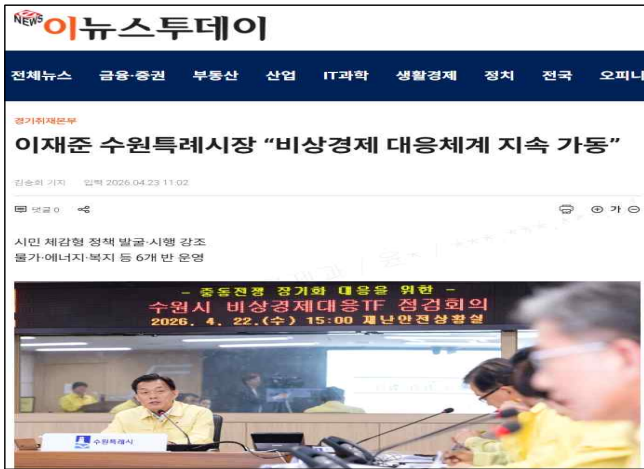 NEWS 이뉴스투데이
전체뉴스 금융·증권 부동산 산업 IT과학 생활경제 정치 전국 오피니
경기취재본부
이재준 수원특례시장 “비상경제 대응체계 지속 가동”
김승희 기자 입력 2026.04.23 11:02
댓글 0
가
시민 체감형 정책 발굴·시행 강조
물가·에너지·복지 등 6개 반 운영
- 중동전쟁 장기화 대응을 위한 -
수원시 비상경제대응TF 점검회의
2026. 4. 22.(수) 15:00 재난안전상황실
수원특례시